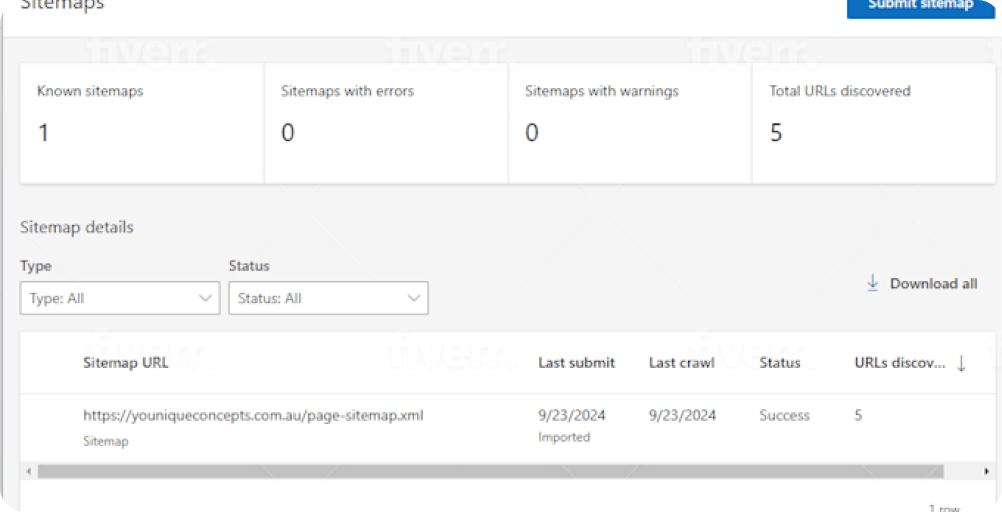 Sitemaps
Submit sitemap
fiverr. fiverr. fiverr.
Known sitemaps Sitemaps with errors Sitemaps with warnings Total URLs discovered
1 0 0 5
Sitemap details
Type Status
Type: All Status: All Download all
fiverr. fiverr. fiverr.
Sitemap URL Last submit Last crawl Status URLs discov...
https://youniqueconcepts.com.au/page-sitemap.xml 9/23/2024 9/23/2024 Success 5
Sitemap Imported
1 row